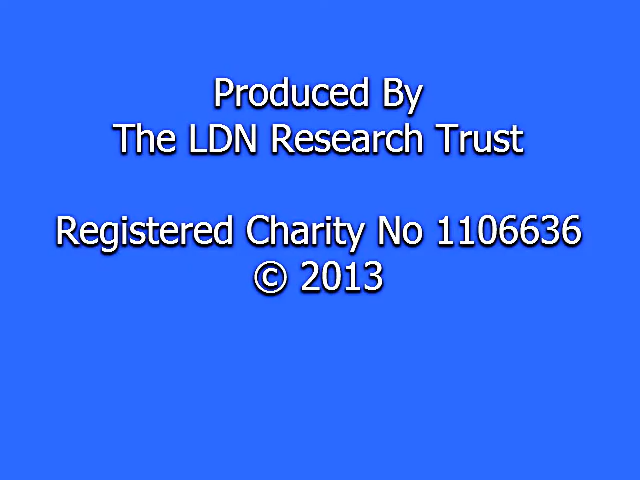 Produced By
The LDN Research Trust
Registered Charity No 1106636
© 2013